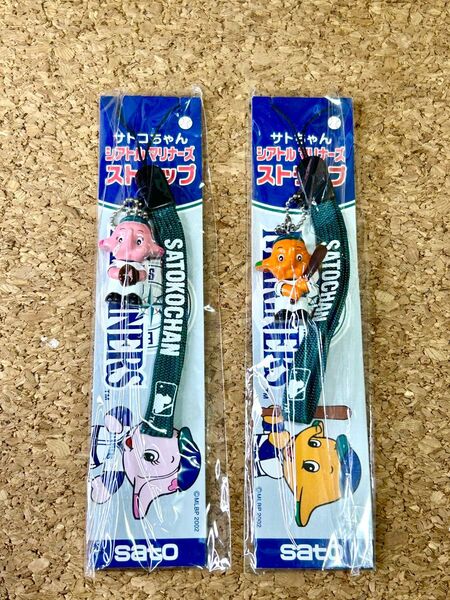 サトコちゃん
シアトル マリナーズ
ストラップ
SATOKOCHAN
©MLBP 2002
sato
サトちゃん
シアトル マリナーズ
ストラップ
SATOCHAN
©MLBP 2002
sato